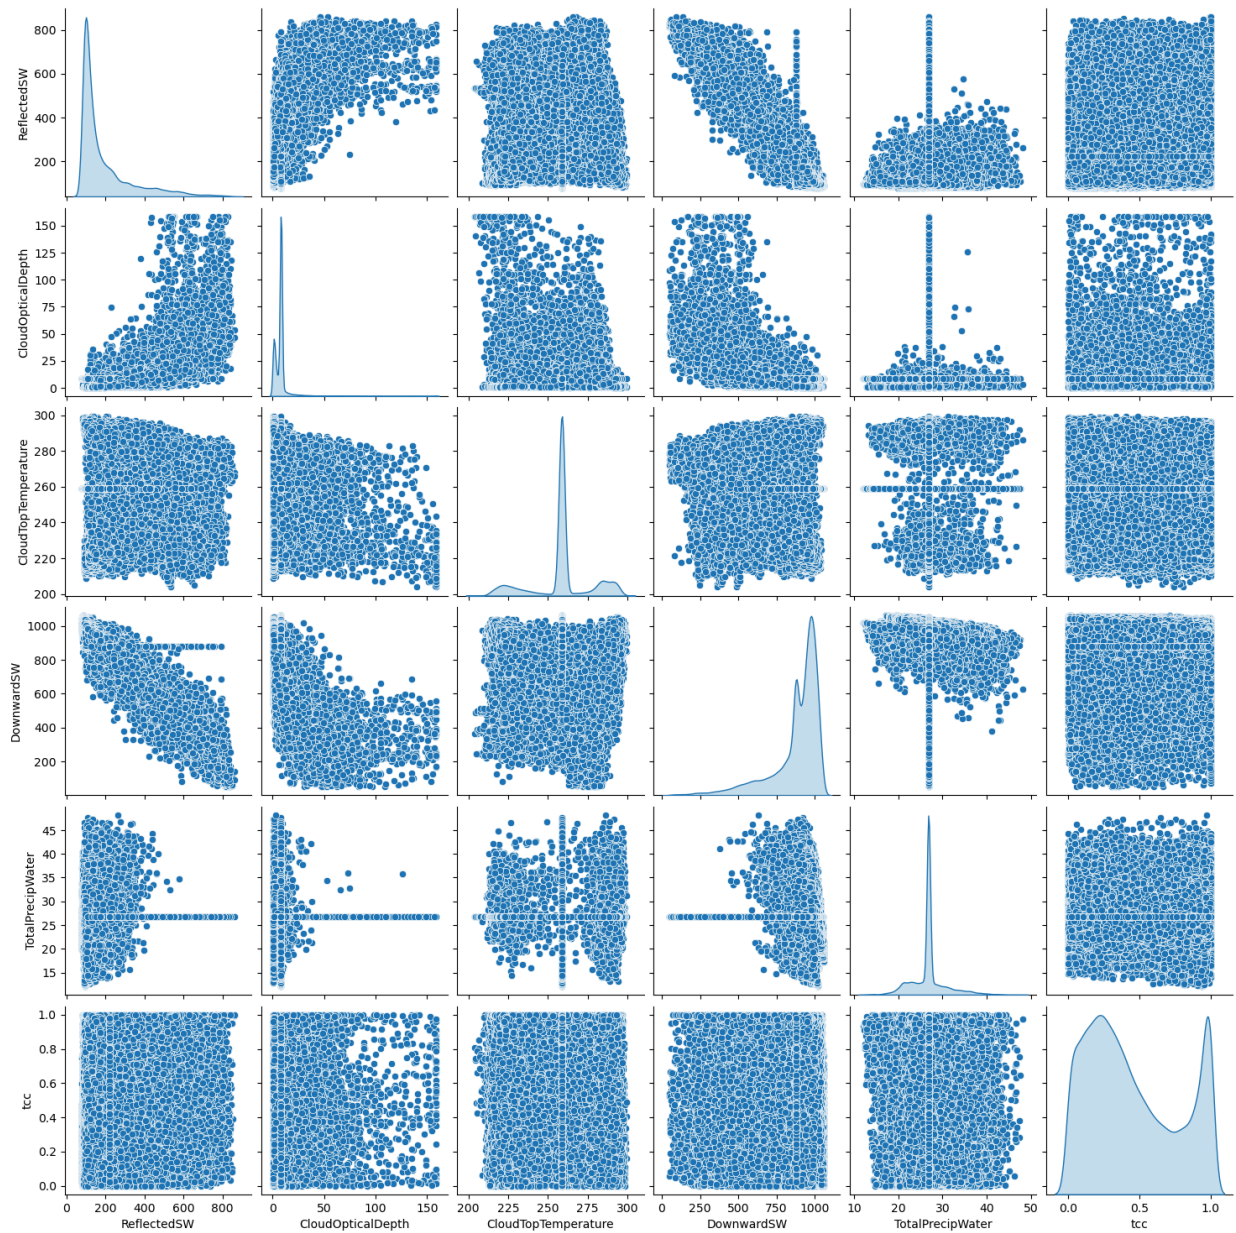 800
600
400
200
ReflectedSW
150
125
100
75
50
25
0
CloudOpticalDepth
300
280
260
240
220
200
CloudTopTemperature
1000
800
600
400
200
DownwardSW
45
40
35
30
25
20
15
TotalPrecipWater
1.0
0.8
0.6
0.4
0.2
0.0
tcc
0 200 400 600 800
ReflectedSW
0 50 100 150
CloudOpticalDepth
200 225 250 275 300
CloudTopTemperature
0 250 500 750 1000
DownwardSW
10 20 30 40 50
TotalPrecipWater
0.0 0.5 1.0
tcc